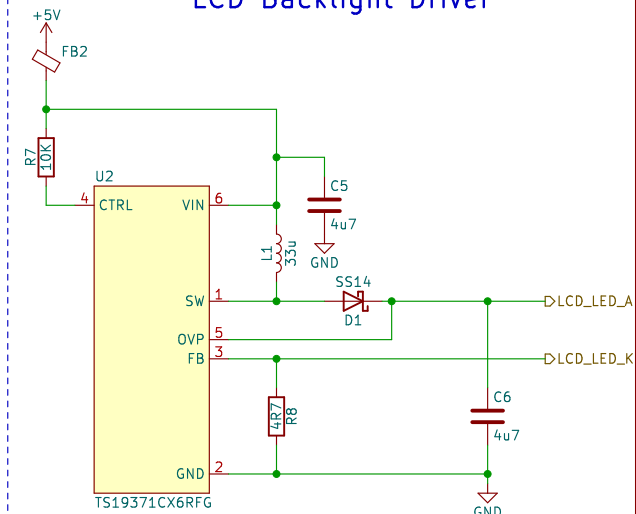 LCD Backlight Driver
+5V
FB2
R7
10K
U2
4
CTRL
VIN
6
C5
4u7
GND
L1
33u
SS14
D1
SW
1
LCD_LED_A
OVP
5
FB
3
LCD_LED_K
4R7
R8
C6
4u7
GND
2
TS19371CX6RFG
GND